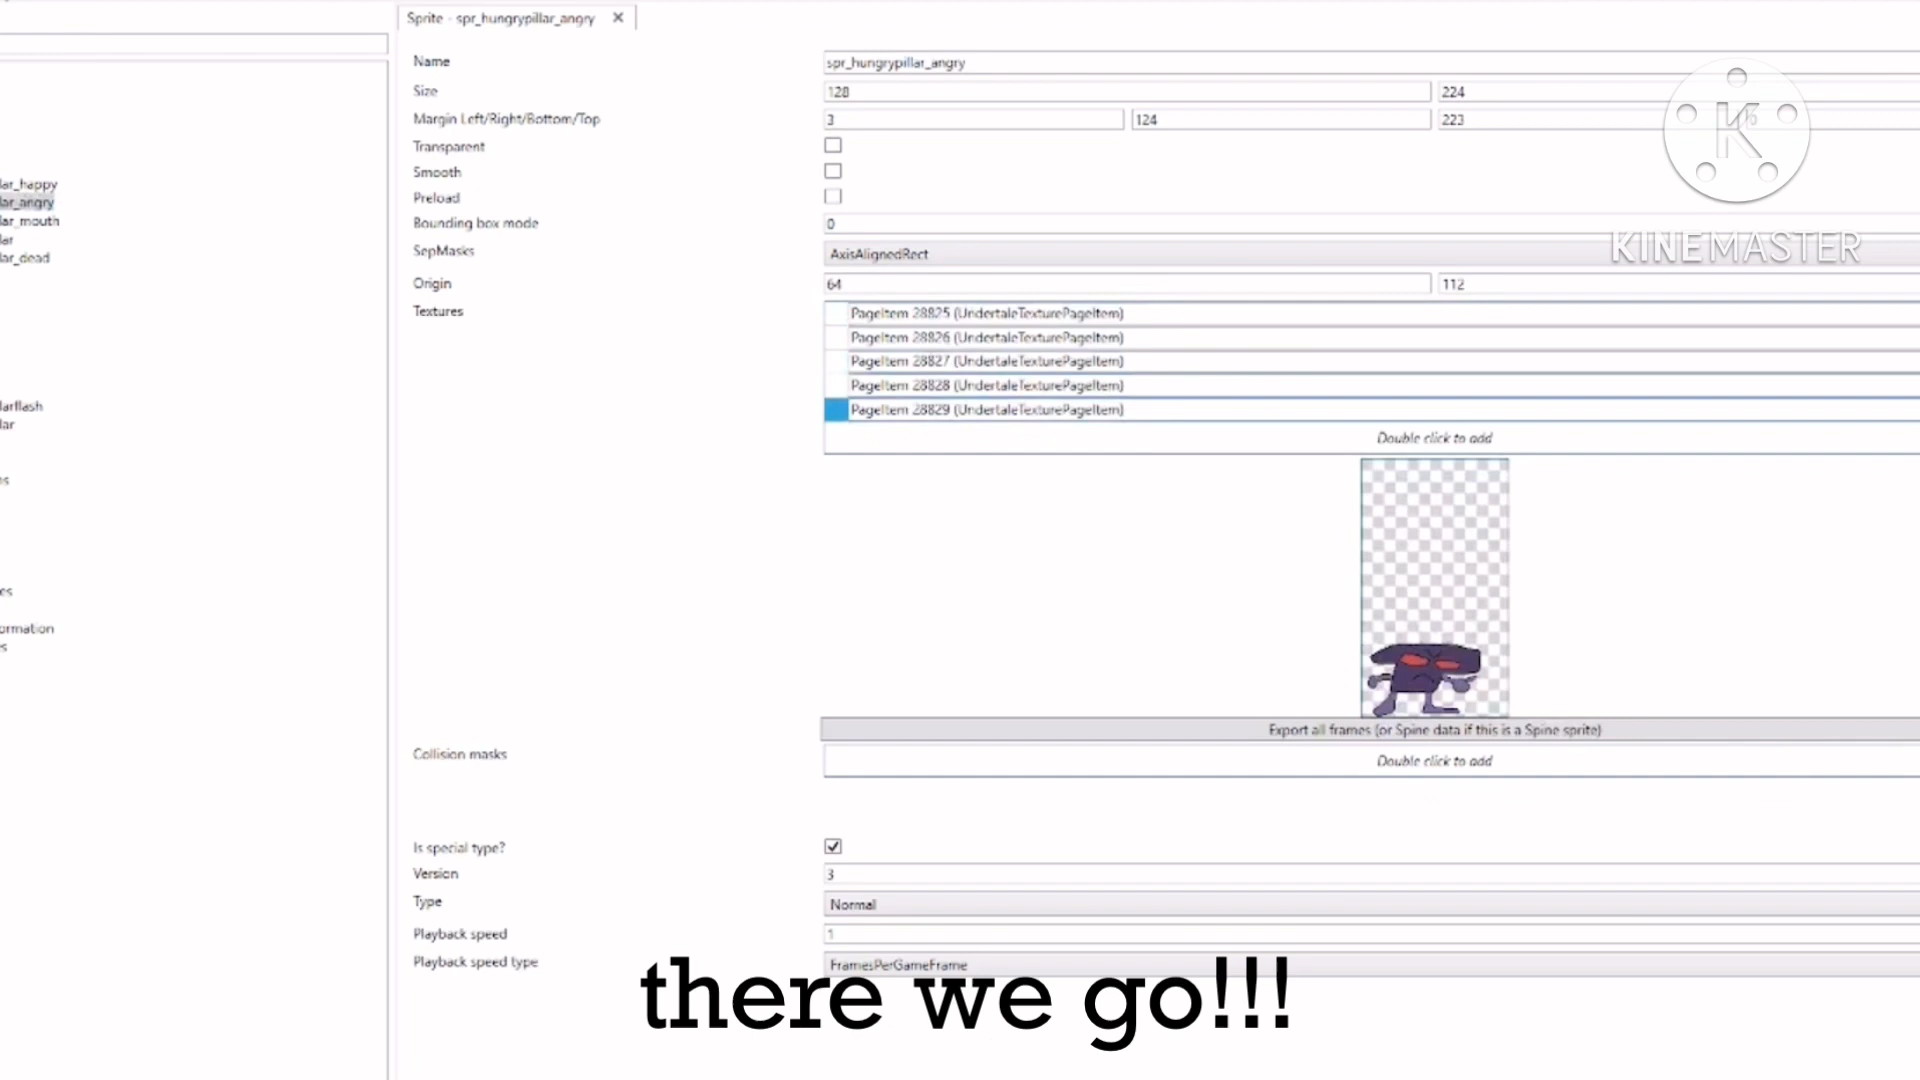 Sprite - spr_hungrypillar_angry
Name
spr_hungrypillar_angry
Size
128
224
Margin Left/Right/Bottom/Top
3
124
223
Transparent
Smooth
Preload
Bounding box mode
0
SepMasks
AxisAlignedRect
Origin
64
112
Textures
PageItem 28825 (UndertaleTexturePageItem)
PageItem 28826 (UndertaleTexturePageItem)
PageItem 28827 (UndertaleTexturePageItem)
PageItem 28828 (UndertaleTexturePageItem)
PageItem 28829 (UndertaleTexturePageItem)
Double click to add
Export all frames (or Spine data if this is a Spine sprite)
Collision masks
Double click to add
Is special type?
Version
3
Type
Normal
Playback speed
1
Playback speed type
FramesPerGameFrame
lar_happy
lar_angry
lar_mouth
lar
lar_dead
larflash
lar
ns
es
ormation
s
K
KINEMASTER
there we go!!!